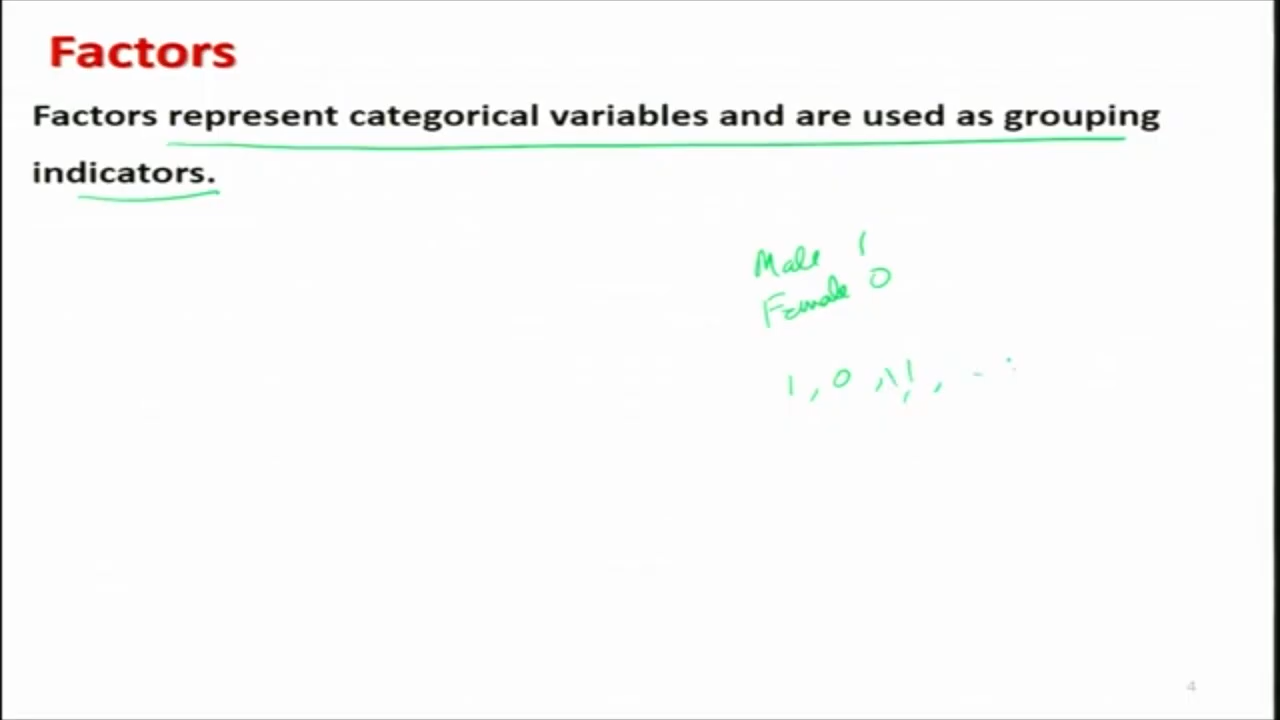 Factors
Factors represent categorical variables and are used as grouping
indicators.
Male 1
Female 0
1, 0, 1, 1, - .
4